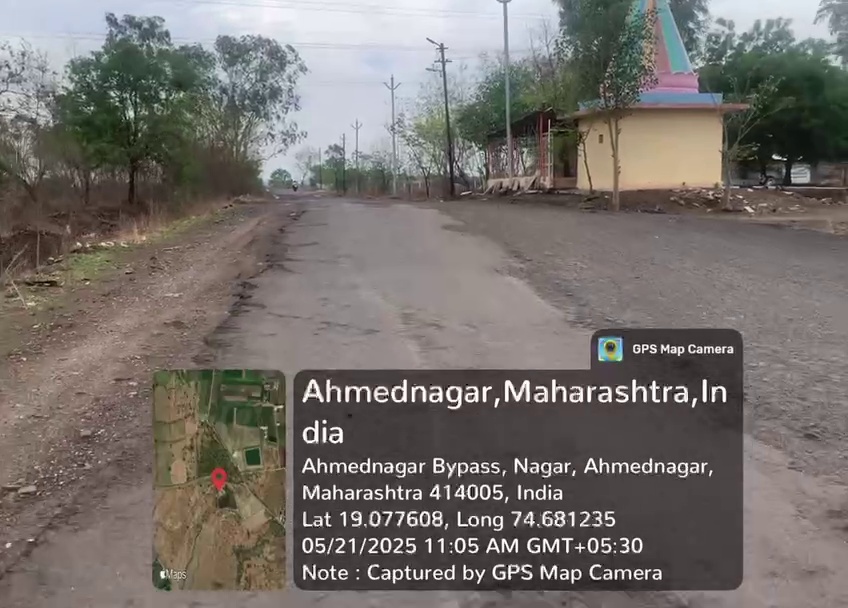 GPS Map Camera
Ahmednagar,Maharashtra,In
dia
Ahmednagar Bypass, Nagar, Ahmednagar,
Maharashtra 414005, India
Lat 19.077608, Long 74.681235
05/21/2025 11:05 AM GMT+05:30
Note : Captured by GPS Map Camera
Maps